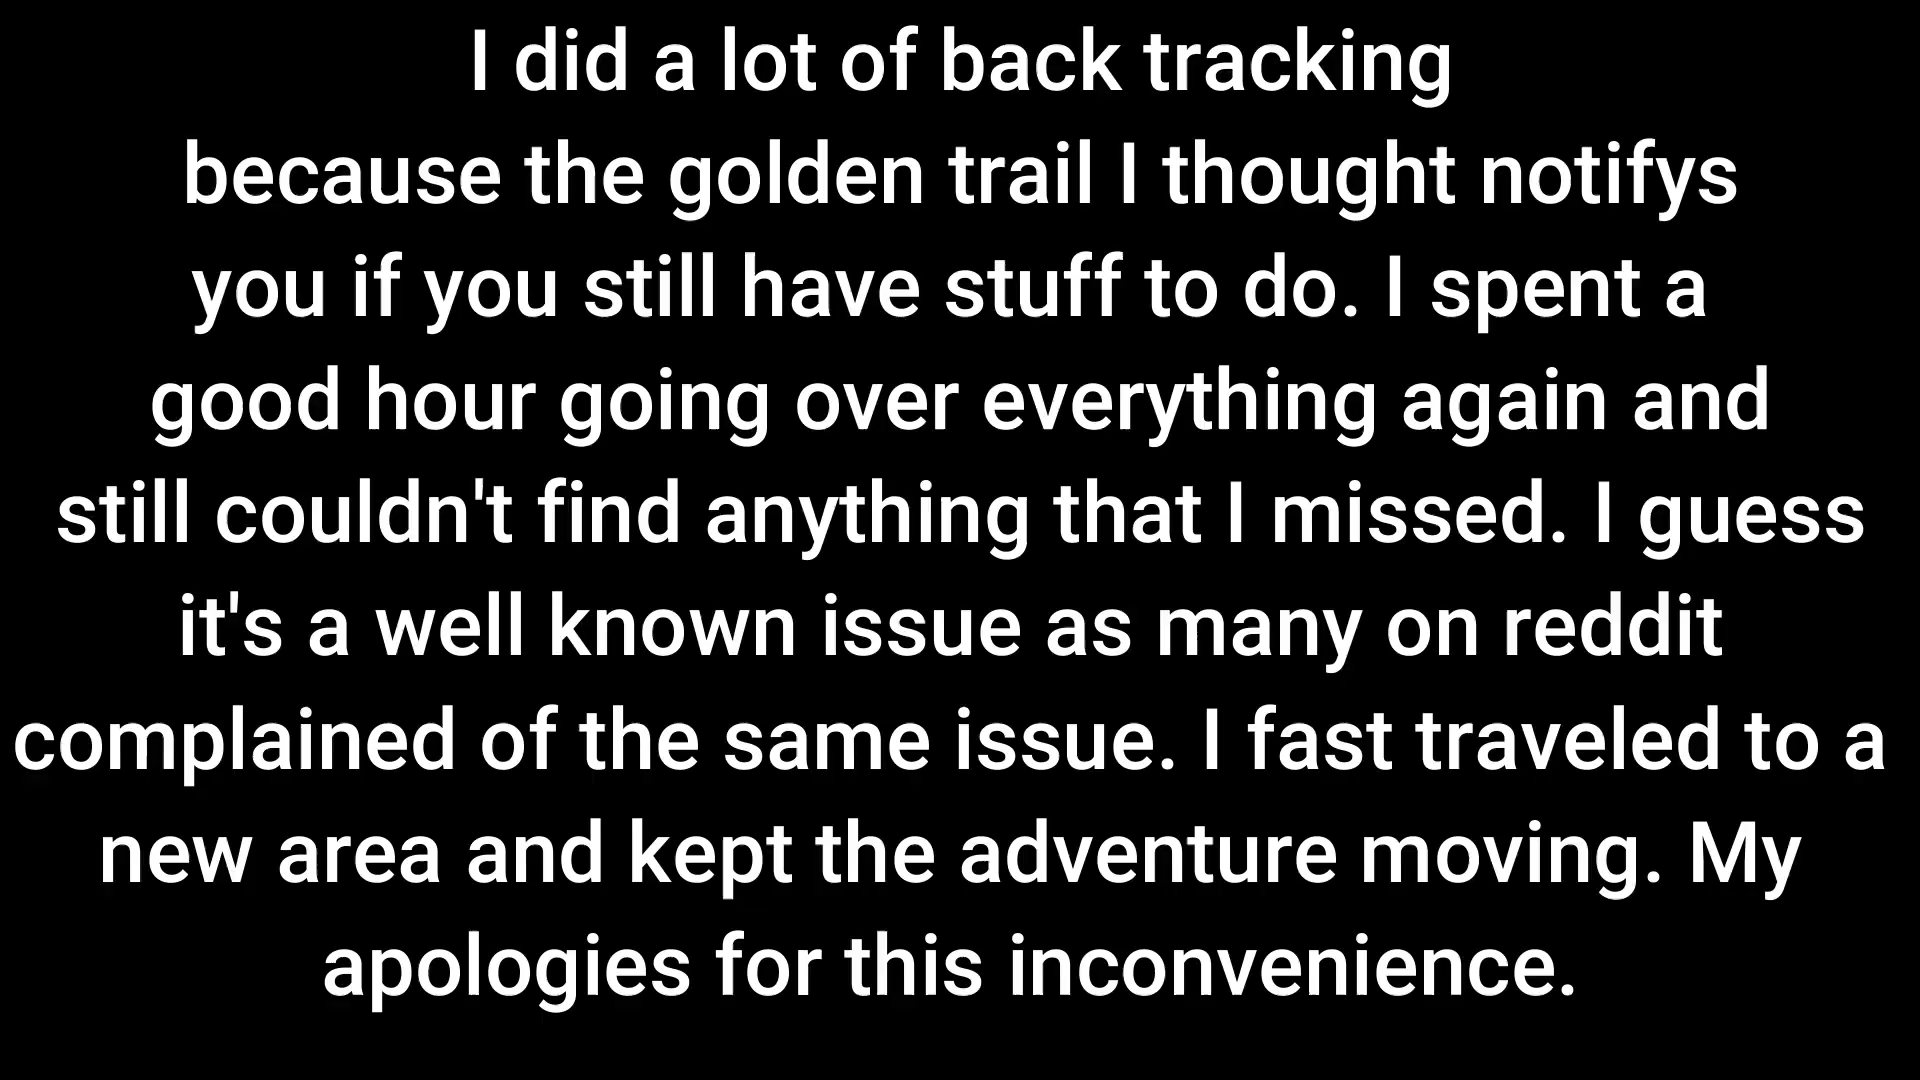 I did a lot of back tracking
because the golden trail I thought notifys
you if you still have stuff to do. I spent a
good hour going over everything again and
still couldn't find anything that I missed. I guess
it's a well known issue as many on reddit
complained of the same issue. I fast traveled to a
new area and kept the adventure moving. My
apologies for this inconvenience.